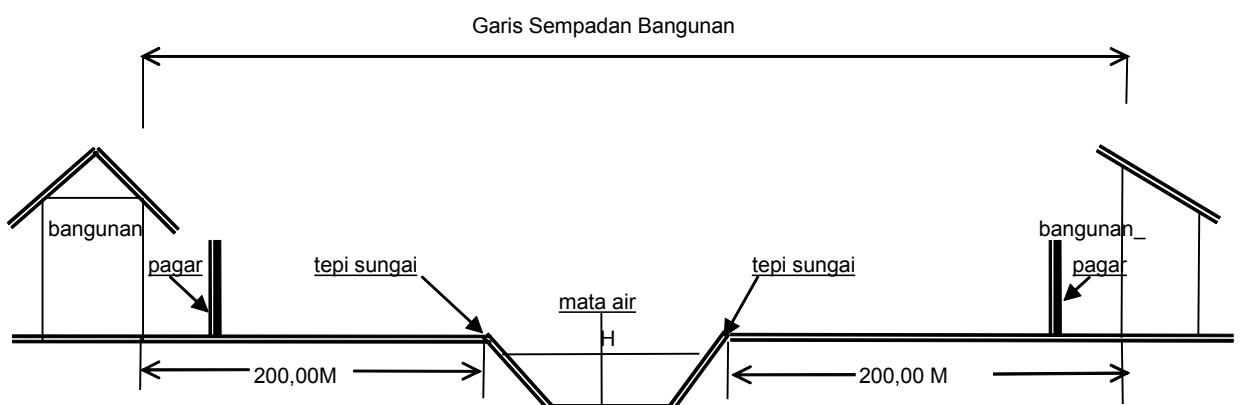 Garis Sempadan Bangunan
bangunan
bangunan_
pagar
tepi sungai
tepi sungai
pagar
mata air
H
200,00M
200,00 M